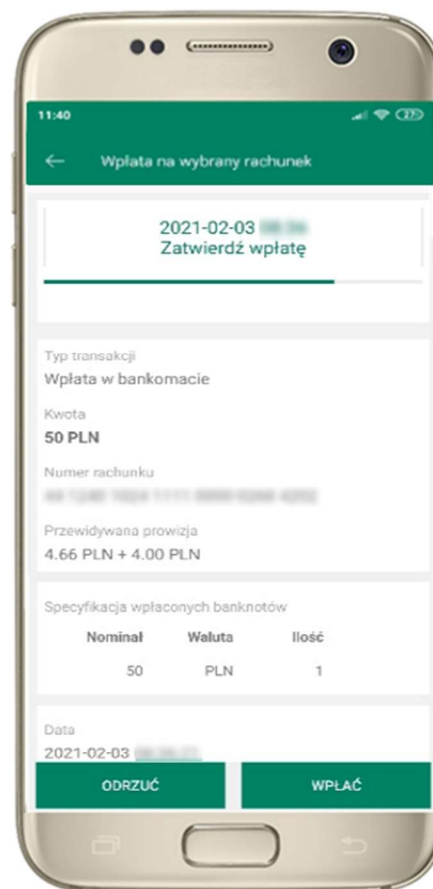 11:40
Wpłata na wybrany rachunek
2021-02-03
Zatwierdź wpłatę
Typ transakcji
Wpłata w bankomacie
Kwota
50 PLN
Numer rachunku
Przewidywana prowizja
4.66 PLN + 4.00 PLN
Specyfikacja wpłaconych banknotów
Nominał Waluta Ilość
50 PLN 1
Data
2021-02-03
ODRZUĆ WPŁAĆ